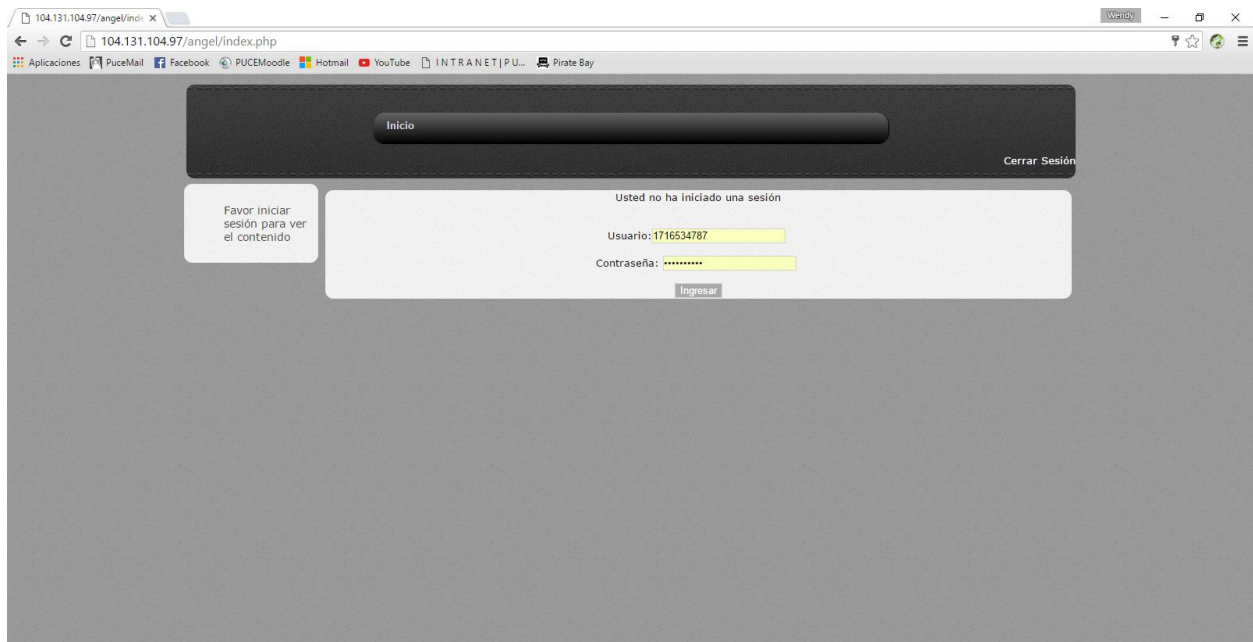 104.131.104.97/angel/inde
Wendy
104.131.104.97/angel/index.php
Aplicaciones PuceMail Facebook PUCEMoodle Hotmail YouTube I N T R A N E T | P U... Pirate Bay
Inicio
Cerrar Sesión
Favor iniciar
sesión para ver
el contenido
Usted no ha iniciado una sesión
Usuario: 1716534787
Contraseña: ••••••••••
Ingresar